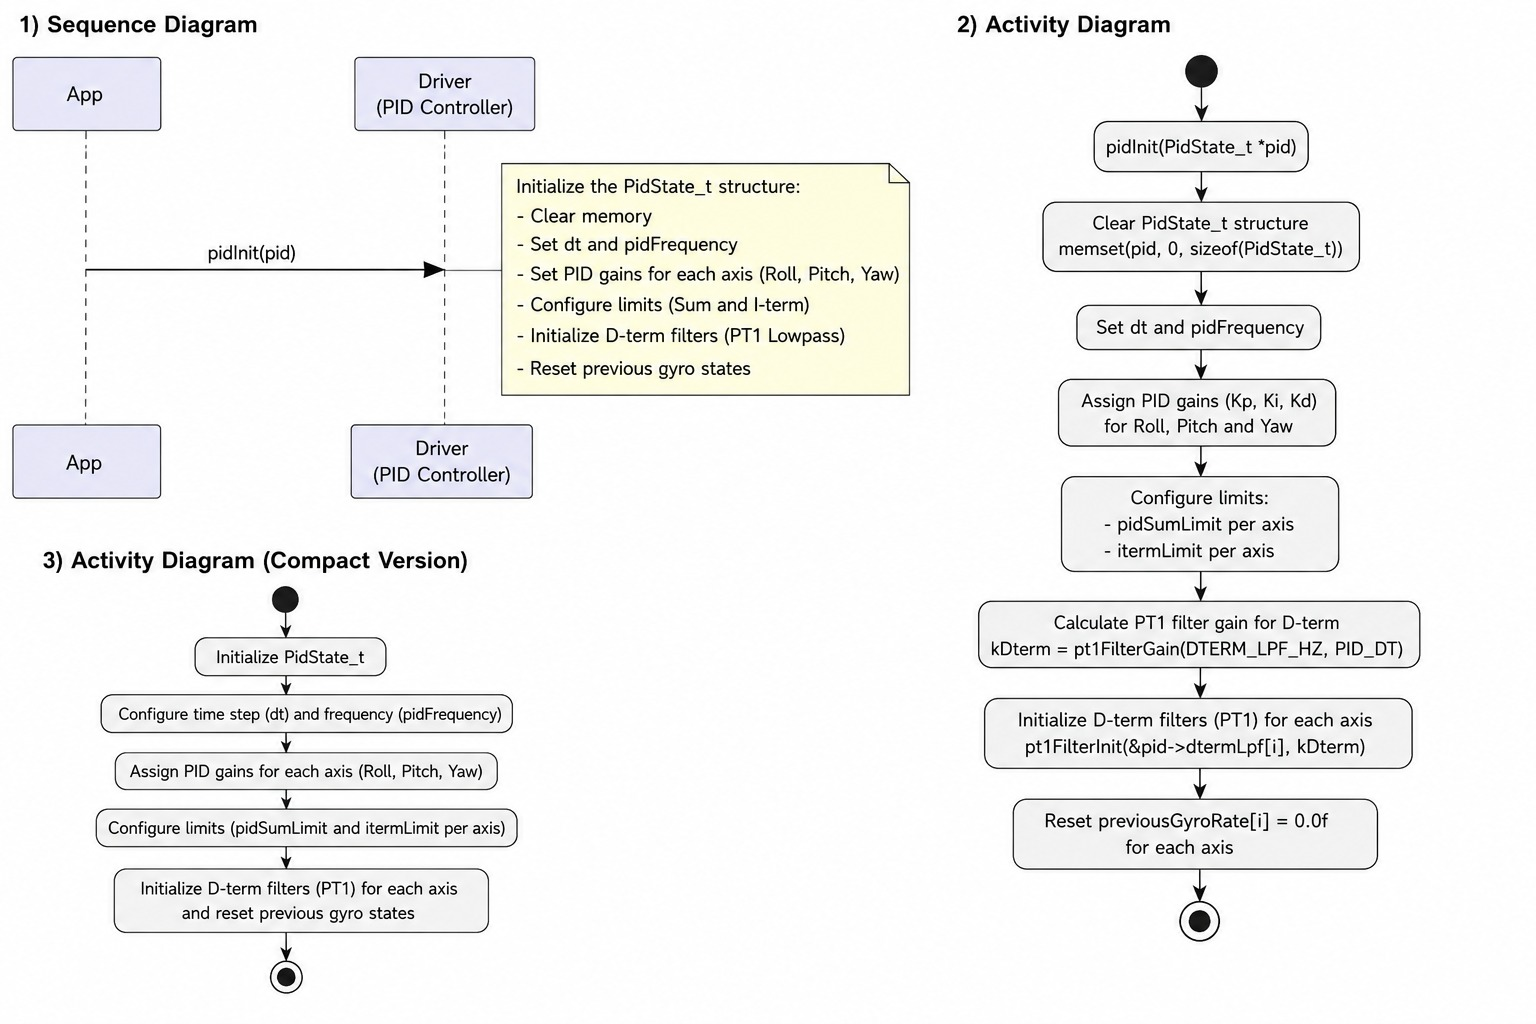 1) Sequence Diagram
App
Driver
(PID Controller)
pidInit(pid)
Initialize the PidState_t structure:
- Clear memory
- Set dt and pidFrequency
- Set PID gains for each axis (Roll, Pitch, Yaw)
- Configure limits (Sum and I-term)
- Initialize D-term filters (PT1 Lowpass)
- Reset previous gyro states
App
Driver
(PID Controller)
2) Activity Diagram
pidInit(PidState_t *pid)
Clear PidState_t structure
memset(pid, 0, sizeof(PidState_t))
Set dt and pidFrequency
Assign PID gains (Kp, Ki, Kd)
for Roll, Pitch and Yaw
Configure limits:
- pidSumLimit per axis
- itermLimit per axis
Calculate PT1 filter gain for D-term
kDterm = pt1FilterGain(DTERM_LPF_HZ, PID_DT)
Initialize D-term filters (PT1) for each axis
pt1FilterInit(&pid->dtermLpf[i], kDterm)
Reset previousGyroRate[i] = 0.0f
for each axis
3) Activity Diagram (Compact Version)
Initialize PidState_t
Configure time step (dt) and frequency (pidFrequency)
Assign PID gains for each axis (Roll, Pitch, Yaw)
Configure limits (pidSumLimit and itermLimit per axis)
Initialize D-term filters (PT1) for each axis
and reset previous gyro states